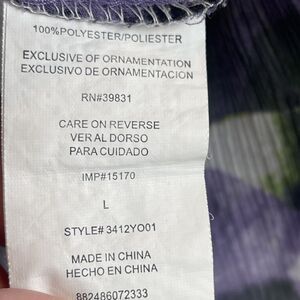 100%POLYESTER/POLIESTER
EXCLUSIVE OF ORNAMENTATION
EXCLUSIVO DE ORNAMENTACION
RN#39831
CARE ON REVERSE
VER AL DORSO
PARA CUIDADO
IMP#15170
L
STYLE# 3412YO01
MADE IN CHINA
HECHO EN CHINA
882486072333